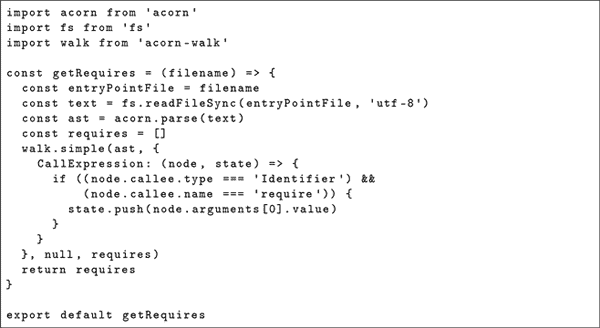 import acorn from 'acorn'
import fs from 'fs'
import walk from 'acorn-walk'

const getRequires = (filename) => {
  const entryPointFile = filename
  const text = fs.readFileSync(entryPointFile, 'utf-8')
  const ast = acorn.parse(text)
  const requires = []
  walk.simple(ast, {
    CallExpression: (node, state) => {
      if ((node.callee.type === 'Identifier') &&
          (node.callee.name === 'require')) {
        state.push(node.arguments[0].value)
      }
    }
  }, null, requires)
  return requires
}

export default getRequires